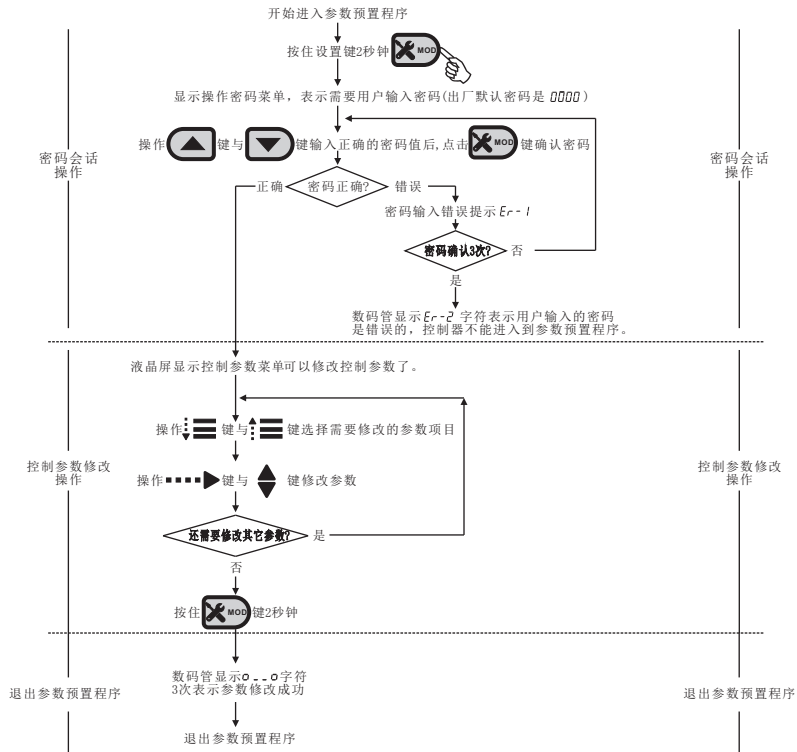 开始进入参数预置程序
按住设置键2秒钟 MOD
显示操作密码菜单，表示需要用户输入密码(出厂默认密码是 0000 )
操作 键与 键输入正确的密码值后,点击 MOD 键确认密码
密码会话
操作
密码会话
操作
正确 密码正确? 错误
密码输入错误提示 Er-1
密码确认3次? 否
是
数码管显示 Er-2 字符表示用户输入的密码
是错误的，控制器不能进入到参数预置程序。
液晶屏显示控制参数菜单可以修改控制参数了。
操作 键与 键选择需要修改的参数项目
控制参数修改
操作
控制参数修改
操作
操作 键与 键修改参数
还需要修改其它参数? 是
否
按住 MOD 键2秒钟
数码管显示o__o字符
3次表示参数修改成功
退出参数预置程序
退出参数预置程序
退出参数预置程序